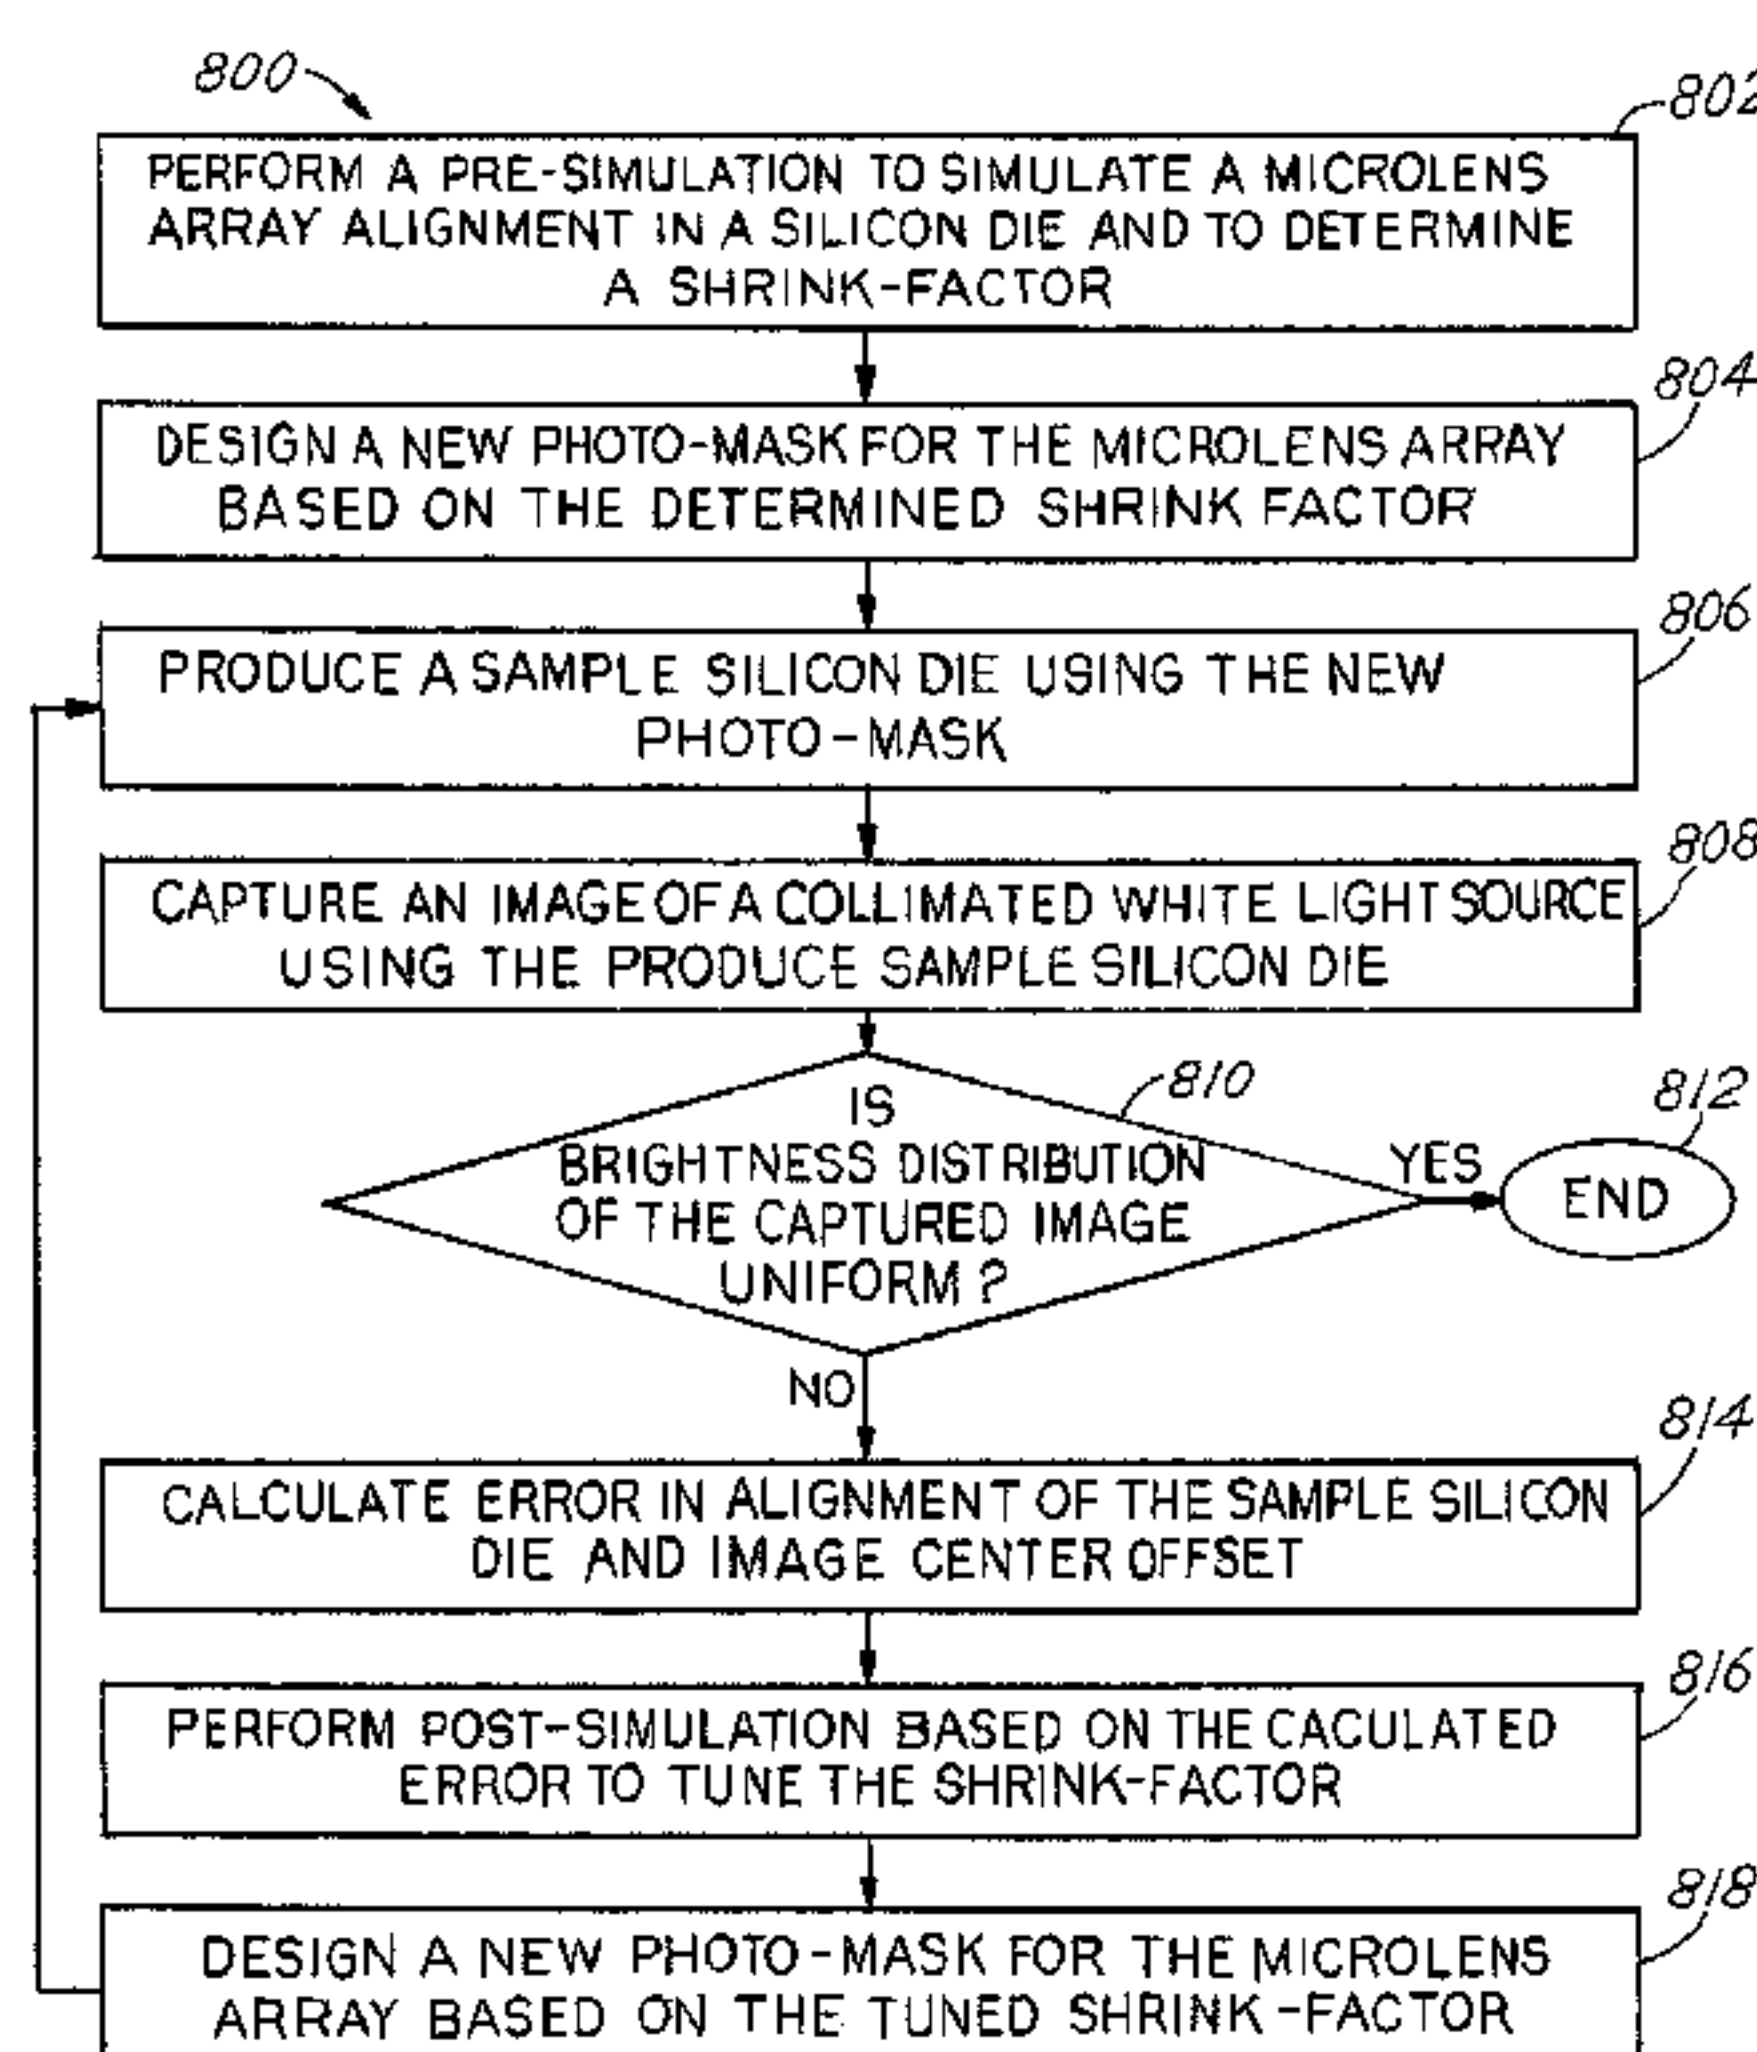 800
802
PERFORM A PRE-SIMULATION TO SIMULATE A MICROLENS
ARRAY ALIGNMENT IN A SILICON DIE AND TO DETERMINE
A SHRINK-FACTOR
804
DESIGN A NEW PHOTO-MASK FOR THE MICROLENS ARRAY
BASED ON THE DETERMINED SHRINK FACTOR
806
PRODUCE A SAMPLE SILICON DIE USING THE NEW
PHOTO-MASK
808
CAPTURE AN IMAGE OF A COLLIMATED WHITE LIGHT SOURCE
USING THE PRODUCE SAMPLE SILICON DIE
810
812
IS
BRIGHTNESS DISTRIBUTION
OF THE CAPTURED IMAGE
UNIFORM?
YES
END
NO
814
CALCULATE ERROR IN ALIGNMENT OF THE SAMPLE SILICON
DIE AND IMAGE CENTER OFFSET
816
PERFORM POST-SIMULATION BASED ON THE CACULATED
ERROR TO TUNE THE SHRINK-FACTOR
818
DESIGN A NEW PHOTO-MASK FOR THE MICROLENS
ARRAY BASED ON THE TUNED SHRINK-FACTOR